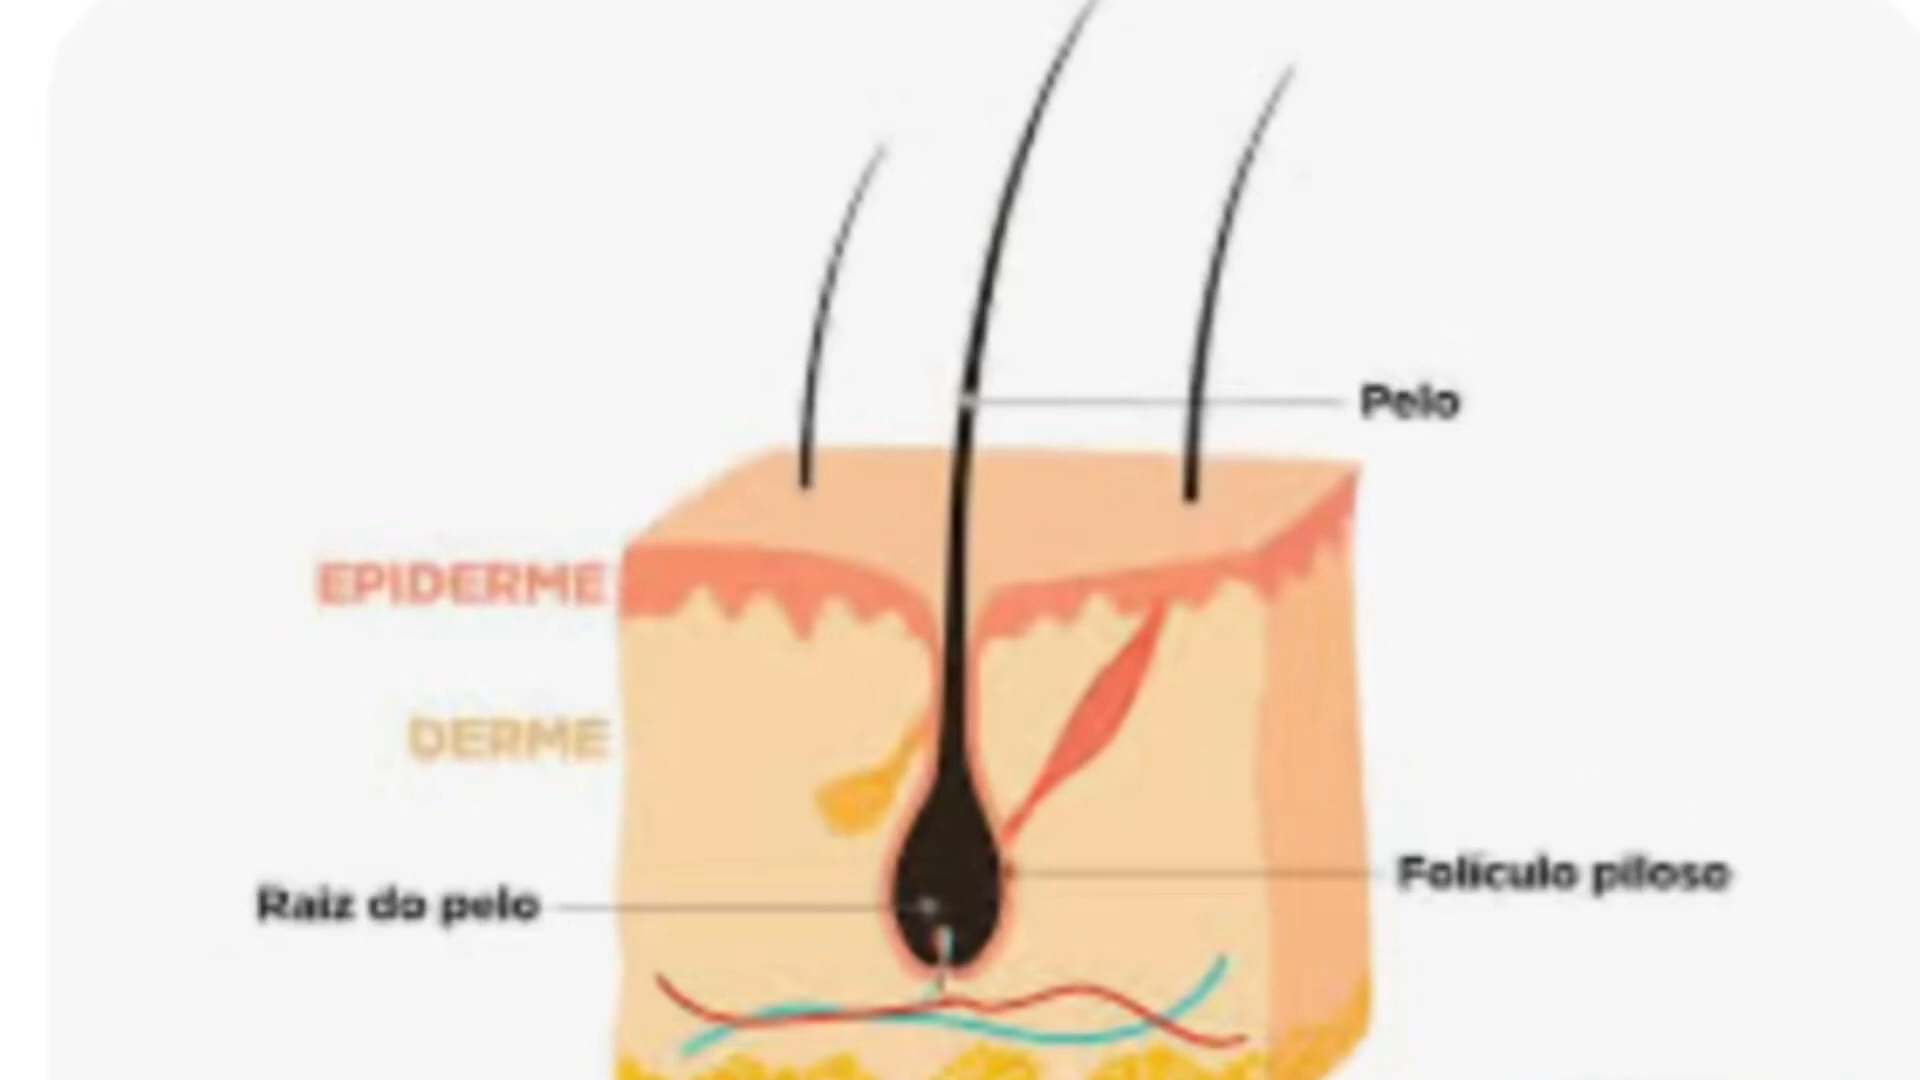 Pelo
EPIDERME
DERME
Folículo piloso
Raiz do pelo